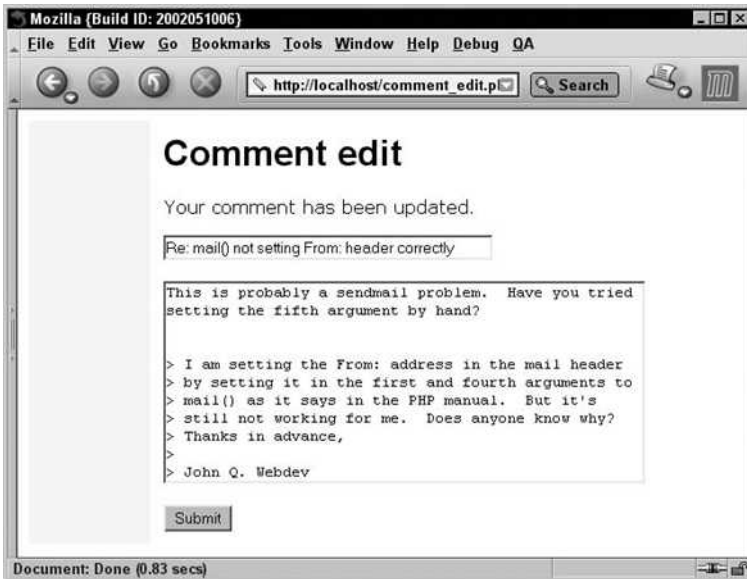 Mozilla {Build ID: 2002051006}
File Edit View Go Bookmarks Tools Window Help Debug QA
http://localhost/comment_edit.p Search
Comment edit
Your comment has been updated.
Re: mail() not setting From: header correctly
This is probably a sendmail problem. Have you tried
setting the fifth argument by hand?
> I am setting the From: address in the mail header
> by setting it in the first and fourth arguments to
> mail() as it says in the PHP manual. But it's
> still not working for me. Does anyone know why?
> Thanks in advance,
>
> John Q. Webdev
Submit
Document: Done (0.83 secs)